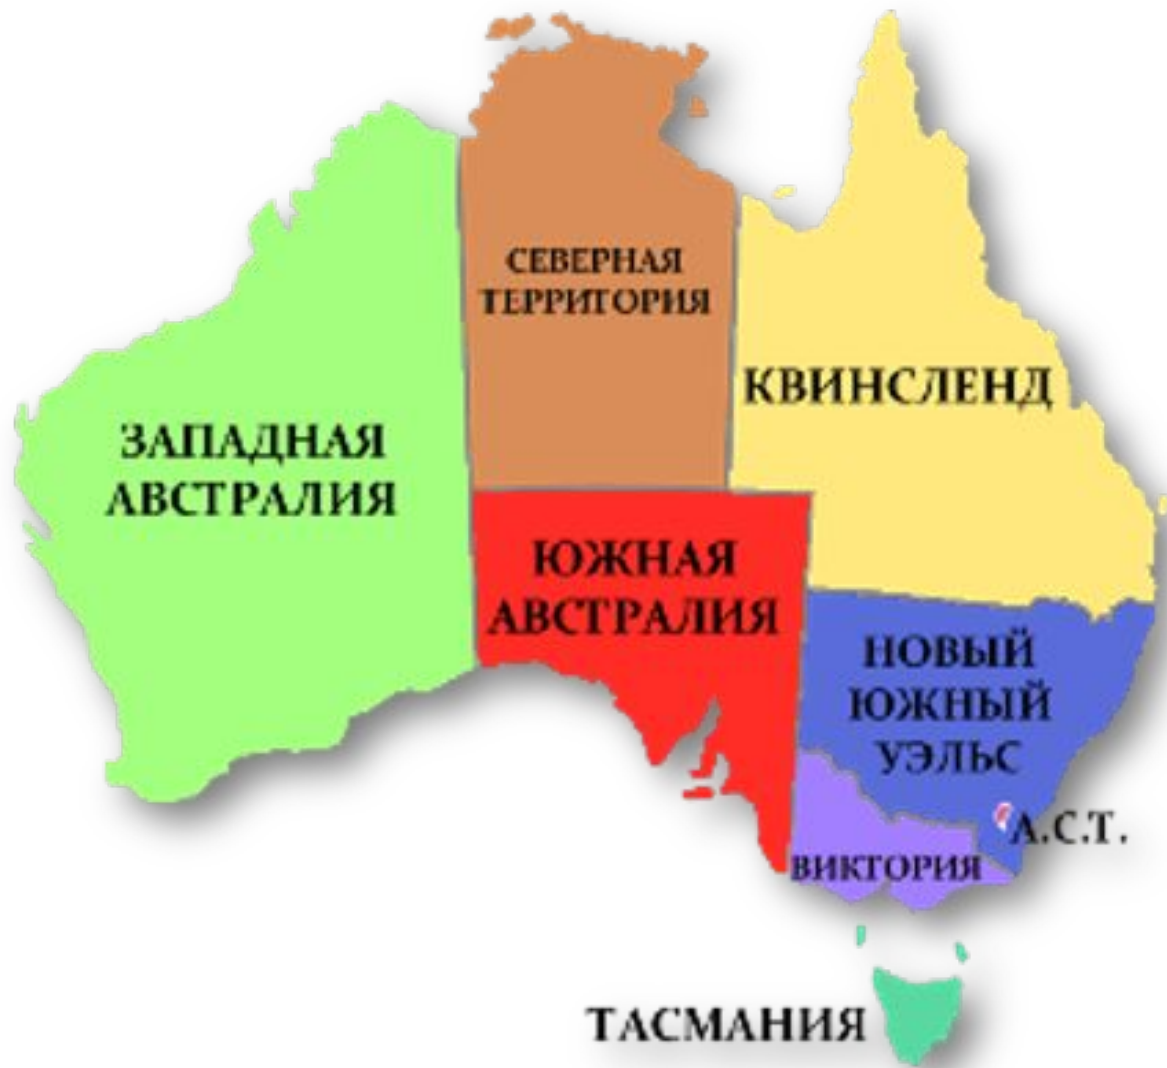 СЕВЕРНАЯ
ТЕРРИТОРИЯ
КВИНСЛЕНД
ЗАПАДНАЯ
АВСТРАЛИЯ
ЮЖНАЯ
АВСТРАЛИЯ
НОВЫЙ
ЮЖНЫЙ
УЭЛЬС
А.С.Т.
ВИКТОРИЯ
ТАСМАНИЯ